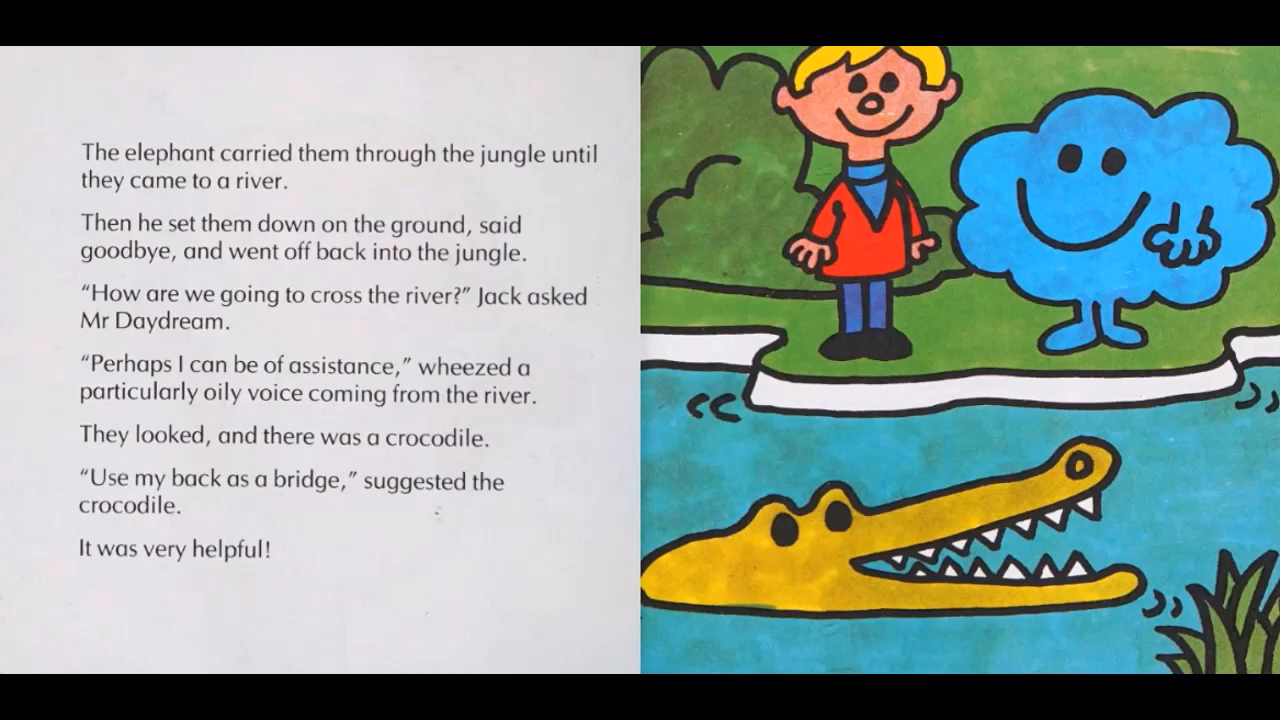 The elephant carried them through the jungle until
they came to a river.
Then he set them down on the ground, said
goodbye, and went off back into the jungle.
“How are we going to cross the river?” Jack asked
Mr Daydream.
“Perhaps I can be of assistance,” wheezed a
particularly oily voice coming from the river.
They looked, and there was a crocodile.
“Use my back as a bridge,” suggested the
crocodile.
It was very helpful!